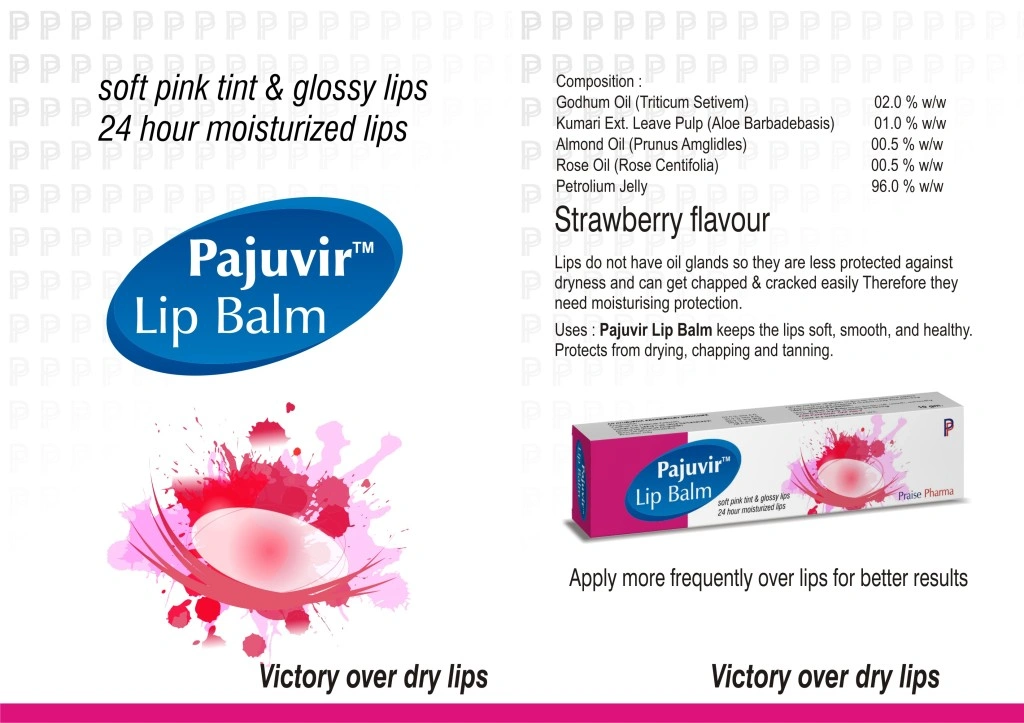 soft pink tint & glossy lips
24 hour moisturized lips
Pajuvir™
Lip Balm
Victory over dry lips
Composition :
Godhum Oil (Triticum Setivem) 02.0 % w/w
Kumari Ext. Leave Pulp (Aloe Barbadebasis) 01.0 % w/w
Almond Oil (Prunus Amglidles) 00.5 % w/w
Rose Oil (Rose Centifolia) 00.5 % w/w
Petrolium Jelly 96.0 % w/w
Strawberry flavour
Lips do not have oil glands so they are less protected against
dryness and can get chapped & cracked easily Therefore they
need moisturising protection.
Uses : Pajuvir Lip Balm keeps the lips soft, smooth, and healthy.
Protects from drying, chapping and tanning.
Pajuvir
Lip Balm
Pajuvir™
Lip Balm
soft pink tint & glossy lips
24 hour moisturized lips
Praise Pharma
Apply more frequently over lips for better results
Victory over dry lips